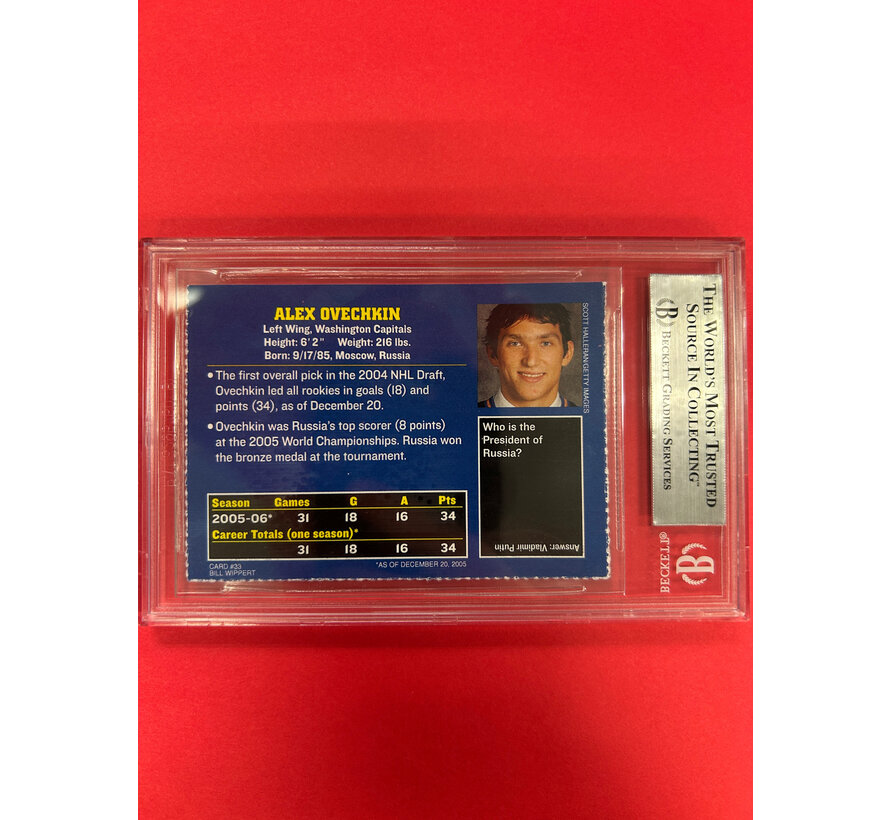 ALEX OVECHKIN
Left Wing, Washington Capitals
Height: 6' 2" Weight: 216 lbs.
Born: 9/17/85, Moscow, Russia
• The first overall pick in the 2004 NHL Draft,
Ovechkin led all rookies in goals (18) and
points (34), as of December 20.
• Ovechkin was Russia's top scorer (8 points)
at the 2005 World Championships. Russia won
the bronze medal at the tournament.
Season Games G A Pts
2005-06* 31 18 16 34
Career Totals (one season)*
31 18 16 34
CARD #33
BILL WIPPERT
*AS OF DECEMBER 20, 2005
SCOTT HALLERAN/GETTY IMAGES
Who is the
President of
Russia?
Answer: Vladimir Putin
THE WORLD'S MOST TRUSTED
SOURCE IN COLLECTING™
B BECKETT GRADING SERVICES
BECKETT®
B